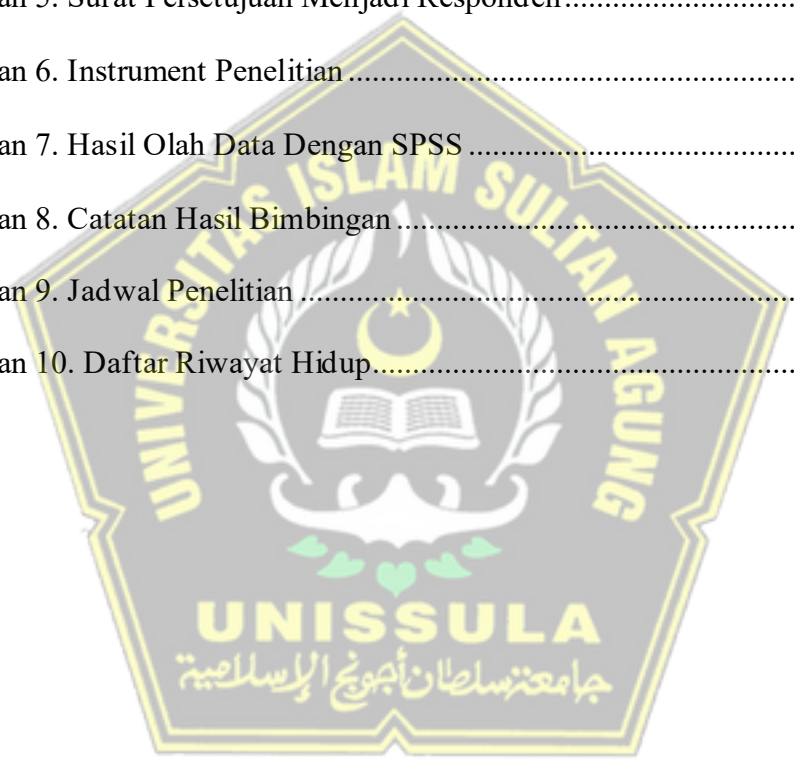 an 5. Surat Persetujuan Menjadi Responden....................................
an 6. Instrument Penelitian.........................................................
an 7. Hasil Olah Data Dengan SPSS.........................................
an 8. Catatan Hasil Bimbingan..................................................
an 9. Jadwal Penelitian..............................................................
an 10. Daftar Riwayat Hidup.....................................................
UNIVERSITAS ISLAM SULTAN AGUNG
UNISSULA
جامعتسلطان أجونج الإسلامية